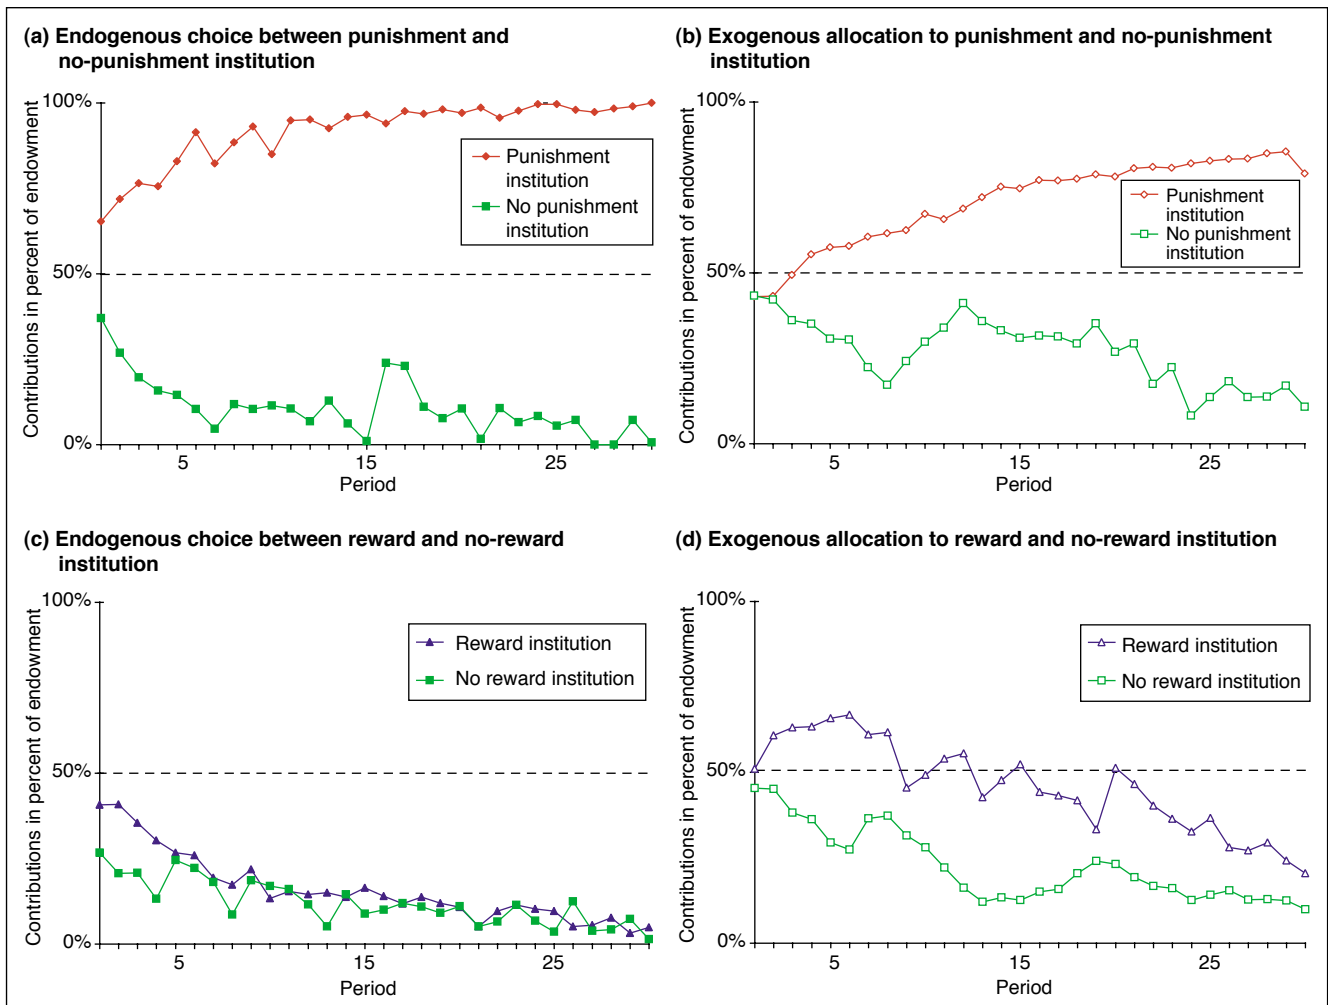 (a) Endogenous choice between punishment and
no-punishment institution
100%
50%
0%
Contributions in percent of endowment
Punishment
institution
No punishment
institution
5
15
25
Period
(b) Exogenous allocation to punishment and no-punishment
institution
100%
50%
0%
Contributions in percent of endowment
Punishment
institution
No punishment
institution
5
15
25
Period
(c) Endogenous choice between reward and no-reward
institution
100%
50%
0%
Contributions in percent of endowment
Reward institution
No reward institution
5
15
25
Period
(d) Exogenous allocation to reward and no-reward institution
100%
50%
0%
Contributions in percent of endowment
Reward institution
No reward institution
5
15
25
Period